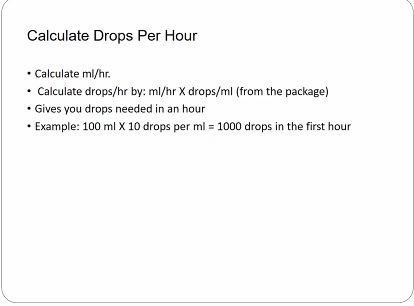 Calculate Drops Per Hour
• Calculate ml/hr.
• Calculate drops/hr by: ml/hr X drops/ml (from the package)
• Gives you drops needed in an hour
• Example: 100 ml X 10 drops per ml = 1000 drops in the first hour